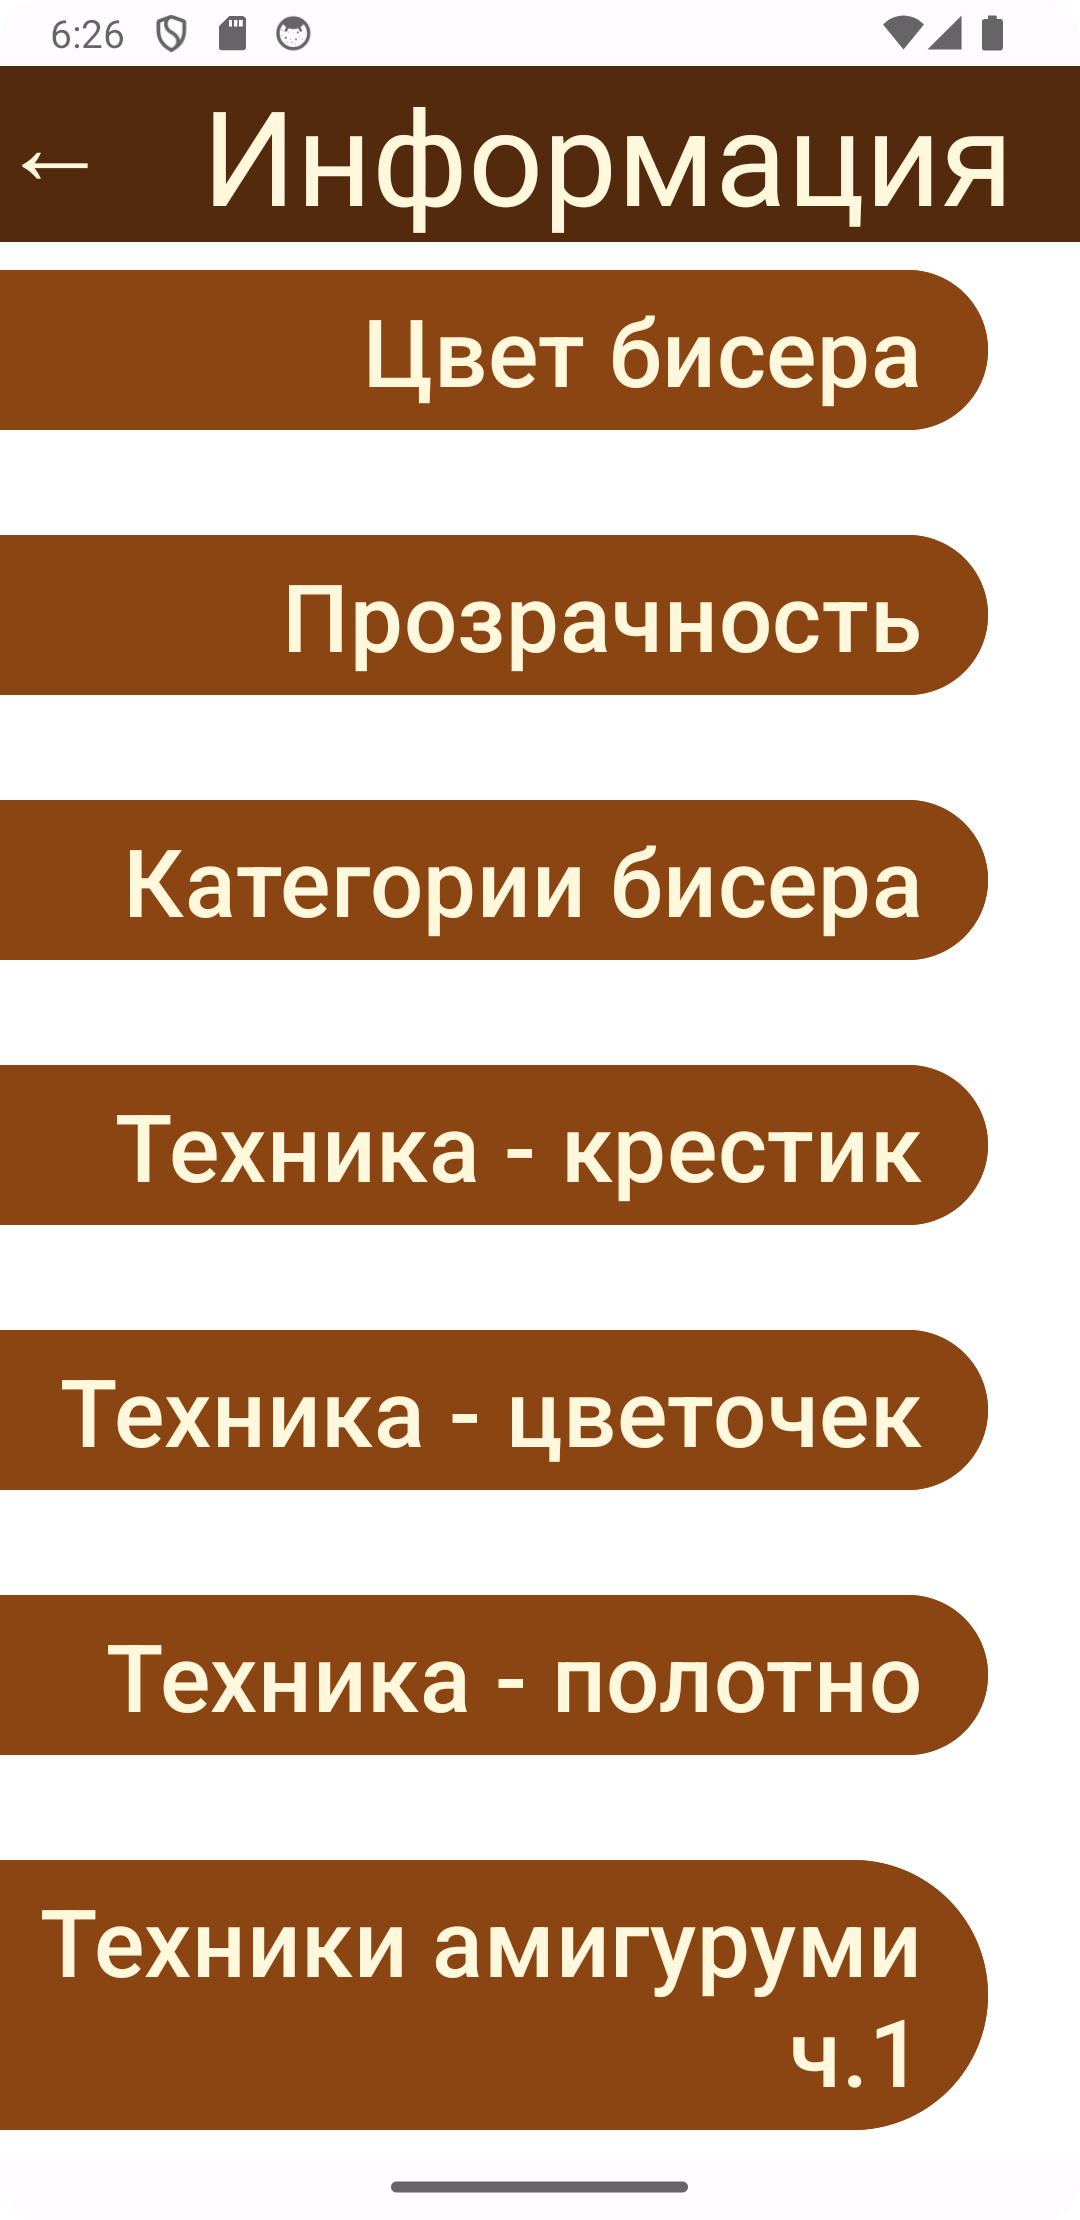 6:26
← Информация
Цвет бисера
Прозрачность
Категории бисера
Техника - крестик
Техника - цветочек
Техника - полотно
Техники амигуруми
ч.1